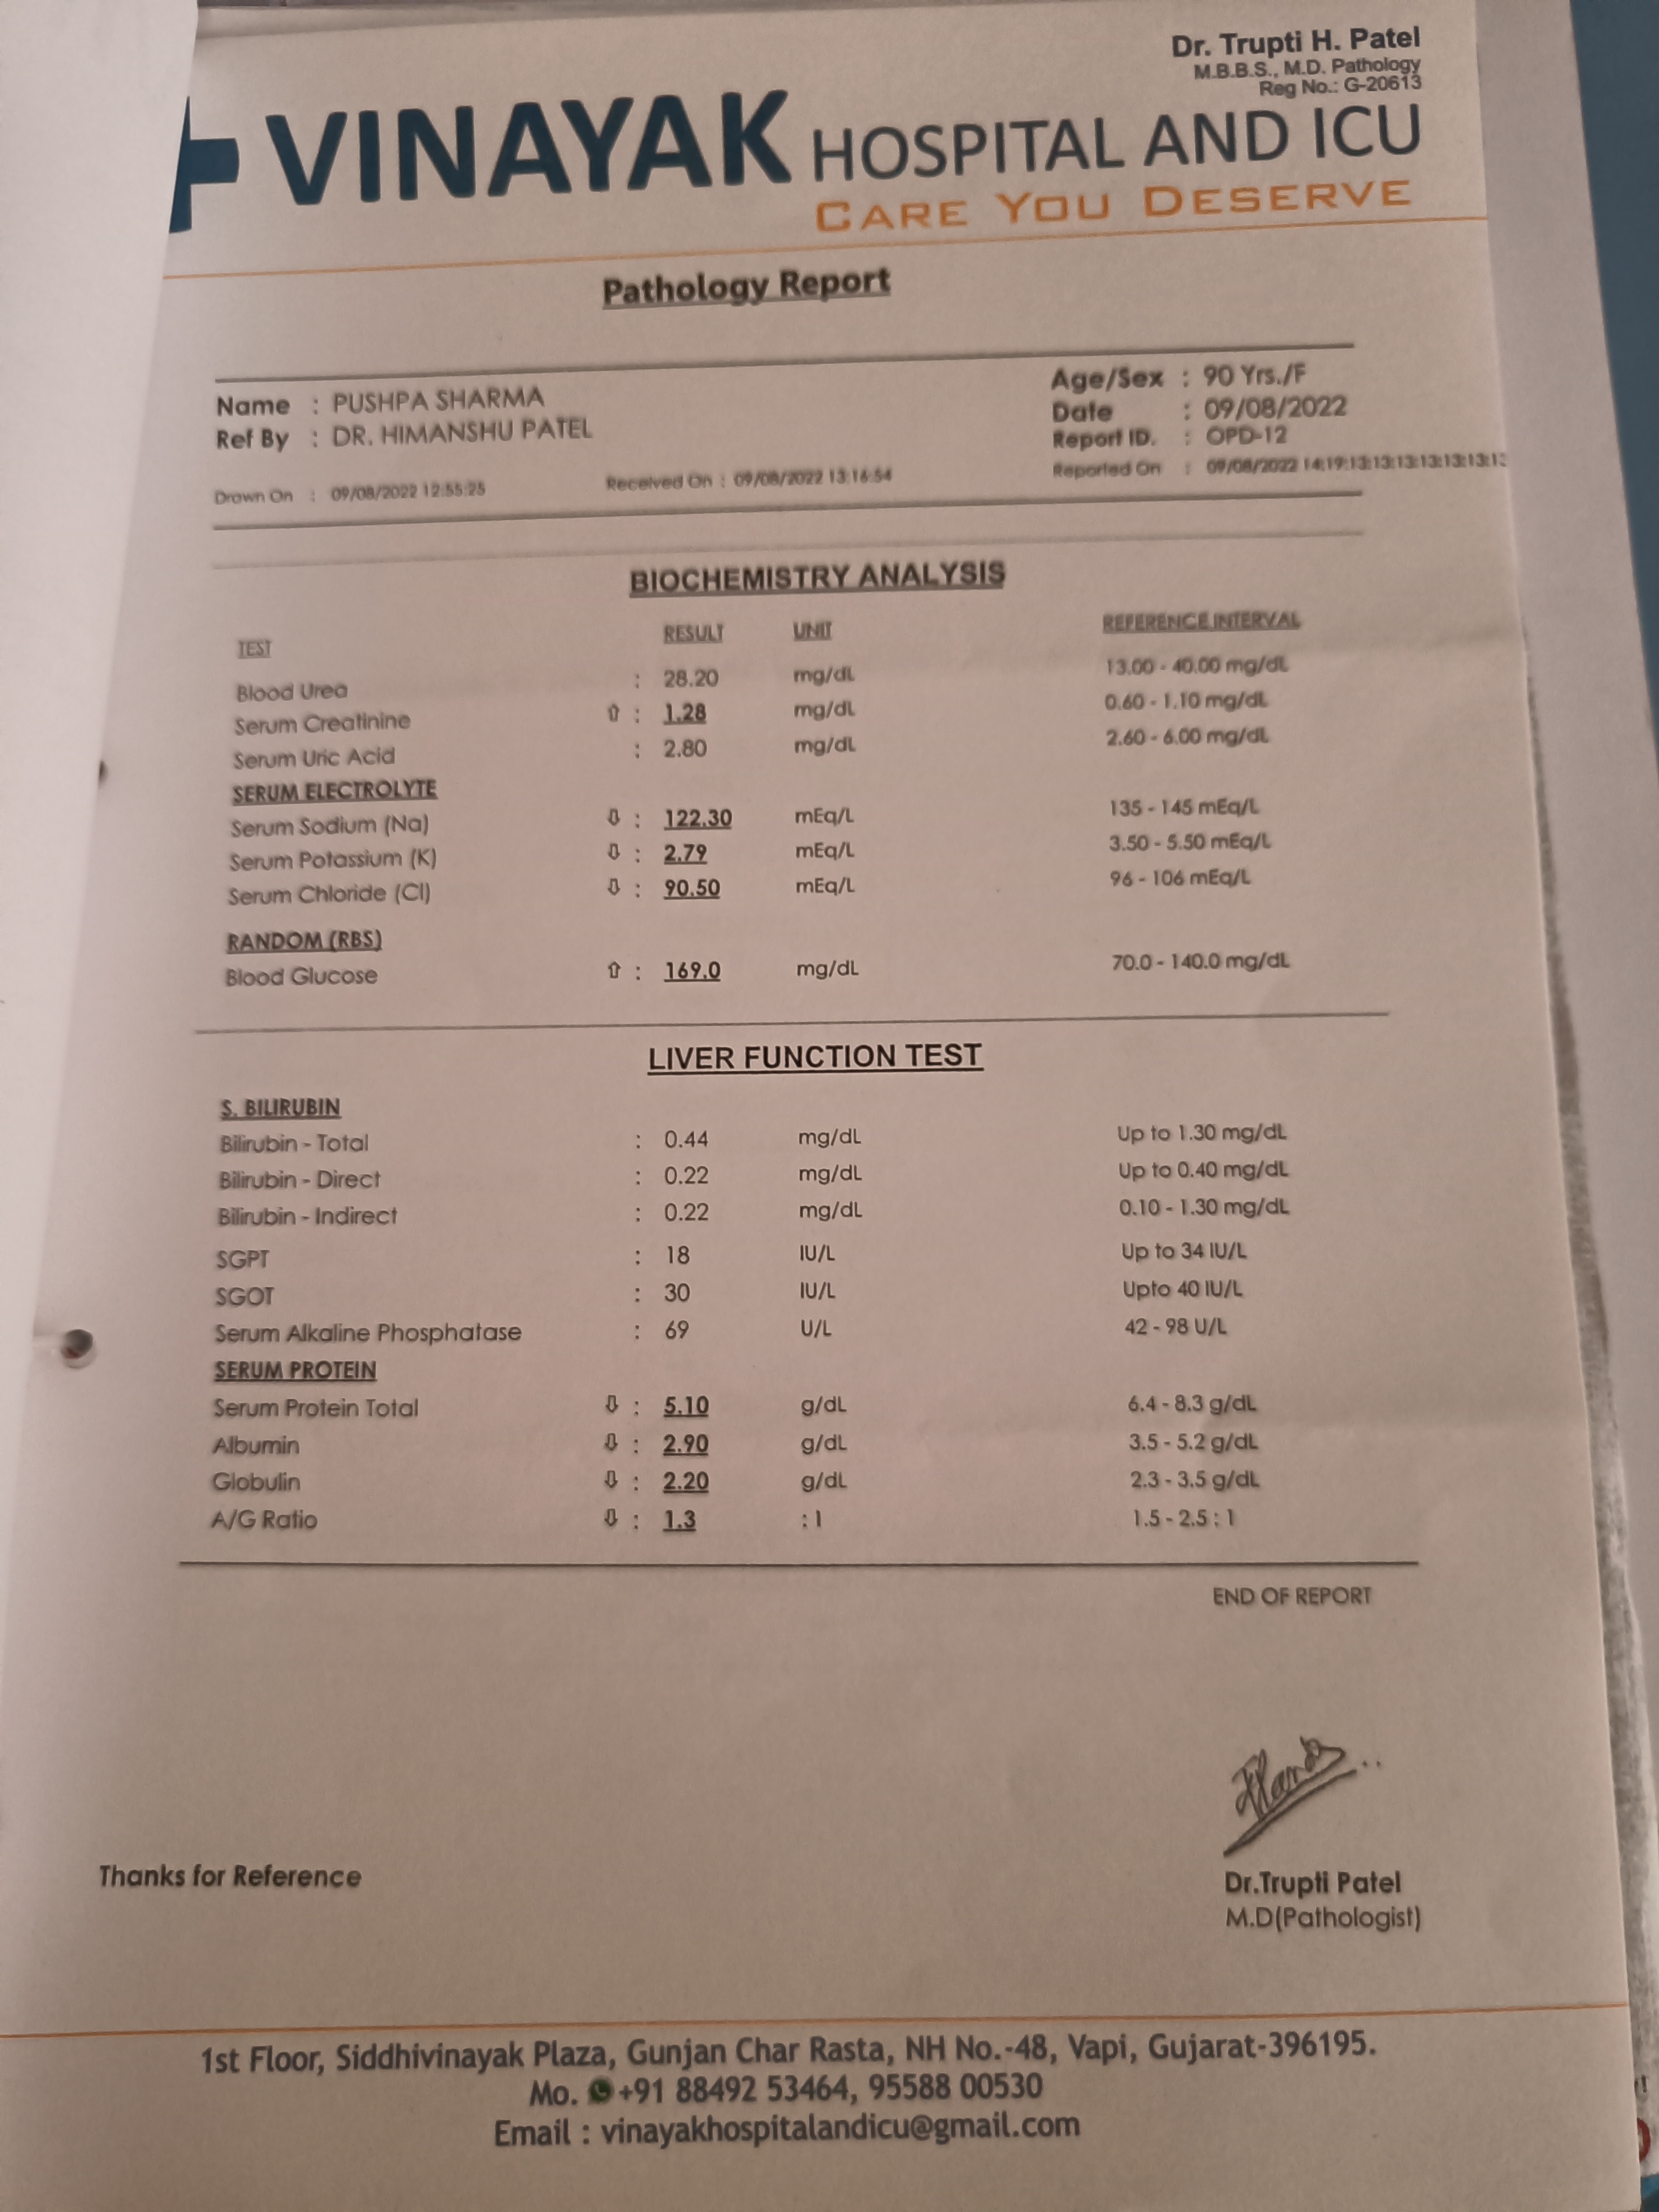 Dr. Trupti H. Patel
M.B.B.S., M.D. Pathology
Reg No.: G-20613
VINAYAK HOSPITAL AND ICU
CARE YOU DESERVE
Pathology Report
Name : PUSHPA SHARMA Age/Sex : 90 Yrs./F
Ref By : DR. HIMANSHU PATEL Date : 09/08/2022
Report ID. : OPD-12
Drawn On : 09/08/2022 12:55:25 Received On : 09/08/2022 13:16:54 Reported On : 09/08/2022 14:19:13:13:13:13:13:13:13
BIOCHEMISTRY ANALYSIS
TEST RESULT UNIT REFERENCE INTERVAL
Blood Urea : 28.20 mg/dL 13.00 - 40.00 mg/dL
Serum Creatinine ⇧ : 1.28 mg/dL 0.60 - 1.10 mg/dL
Serum Uric Acid : 2.80 mg/dL 2.60 - 6.00 mg/dL
SERUM ELECTROLYTE
Serum Sodium (Na) ⇩ : 122.30 mEq/L 135 - 145 mEq/L
Serum Potassium (K) ⇩ : 2.79 mEq/L 3.50 - 5.50 mEq/L
Serum Chloride (Cl) ⇩ : 90.50 mEq/L 96 - 106 mEq/L
RANDOM (RBS)
Blood Glucose ⇧ : 169.0 mg/dL 70.0 - 140.0 mg/dL
LIVER FUNCTION TEST
S. BILIRUBIN
Bilirubin - Total : 0.44 mg/dL Up to 1.30 mg/dL
Bilirubin - Direct : 0.22 mg/dL Up to 0.40 mg/dL
Bilirubin - Indirect : 0.22 mg/dL 0.10 - 1.30 mg/dL
SGPT : 18 IU/L Up to 34 IU/L
SGOT : 30 IU/L Upto 40 IU/L
Serum Alkaline Phosphatase : 69 U/L 42 - 98 U/L
SERUM PROTEIN
Serum Protein Total ⇩ : 5.10 g/dL 6.4 - 8.3 g/dL
Albumin ⇩ : 2.90 g/dL 3.5 - 5.2 g/dL
Globulin ⇩ : 2.20 g/dL 2.3 - 3.5 g/dL
A/G Ratio ⇩ : 1.3 : 1 1.5 - 2.5 : 1
END OF REPORT
Thanks for Reference
Dr.Trupti Patel
M.D(Pathologist)
1st Floor, Siddhivinayak Plaza, Gunjan Char Rasta, NH No.-48, Vapi, Gujarat-396195.
Mo. +91 88492 53464, 95588 00530
Email : vinayakhospitalandicu@gmail.com